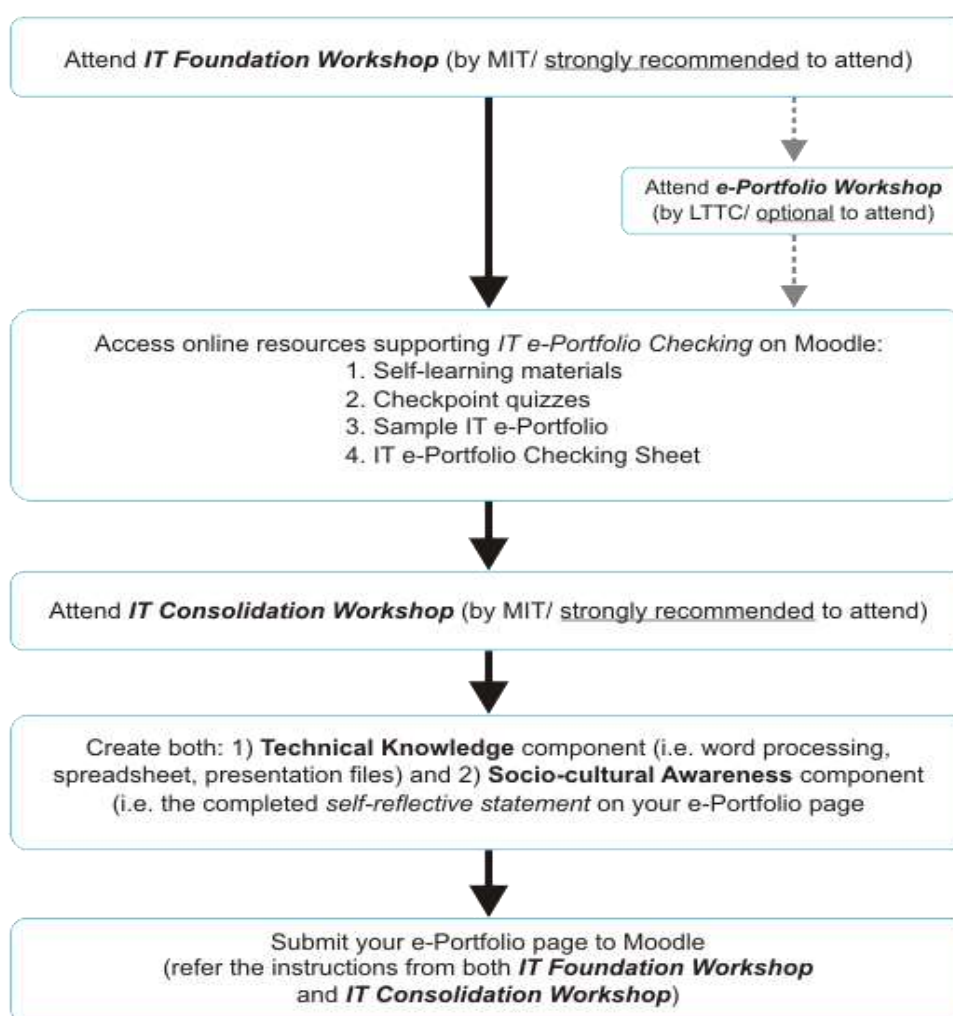 Attend IT Foundation Workshop (by MIT/ strongly recommended to attend)
Attend e-Portfolio Workshop
(by LTTC/ optional to attend)
Access online resources supporting IT e-Portfolio Checking on Moodle:
1. Self-learning materials
2. Checkpoint quizzes
3. Sample IT e-Portfolio
4. IT e-Portfolio Checking Sheet
Attend IT Consolidation Workshop (by MIT/ strongly recommended to attend)
Create both: 1) Technical Knowledge component (i.e. word processing,
spreadsheet, presentation files) and 2) Socio-cultural Awareness component
(i.e. the completed self-reflective statement on your e-Portfolio page
Submit your e-Portfolio page to Moodle
(refer the instructions from both IT Foundation Workshop
and IT Consolidation Workshop)